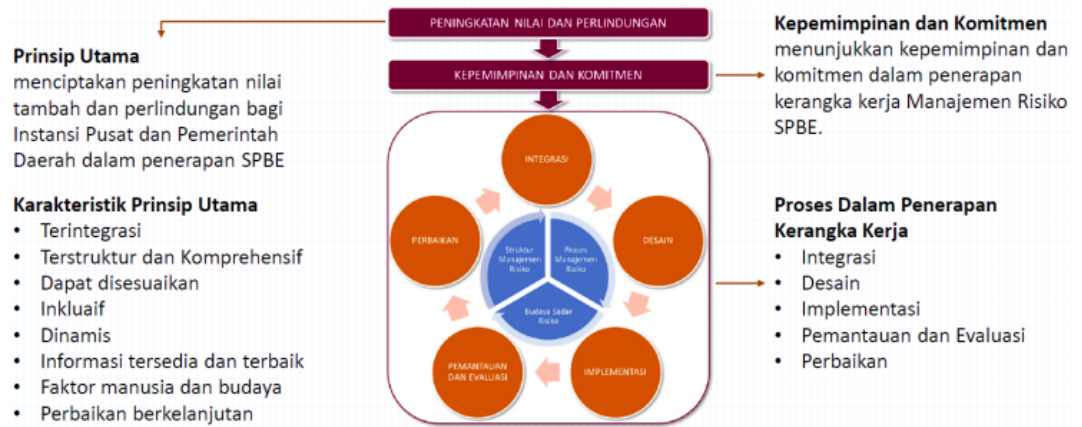 PENINGKATAN NILAI DAN PERLINDUNGAN
KEPEMIMPINAN DAN KOMITMEN
Prinsip Utama
menciptakan peningkatan nilai
tambah dan perlindungan bagi
Instansi Pusat dan Pemerintah
Daerah dalam penerapan SPBE
Karakteristik Prinsip Utama
• Terintegrasi
• Terstruktur dan Komprehensif
• Dapat disesuaikan
• Inkluaif
• Dinamis
• Informasi tersedia dan terbaik
• Faktor manusia dan budaya
• Perbaikan berkelanjutan
INTEGRASI
DESAIN
IMPLEMENTASI
PEMANTAUAN
DAN EVALUASI
PERBAIKAN
Struktur
Manajemen
Risiko
Proses
Manajemen
Risiko
Budaya Sadar
Risiko
Kepemimpinan dan Komitmen
menunjukkan kepemimpinan dan
komitmen dalam penerapan
kerangka kerja Manajemen Risiko
SPBE.
Proses Dalam Penerapan
Kerangka Kerja
• Integrasi
• Desain
• Implementasi
• Pemantauan dan Evaluasi
• Perbaikan